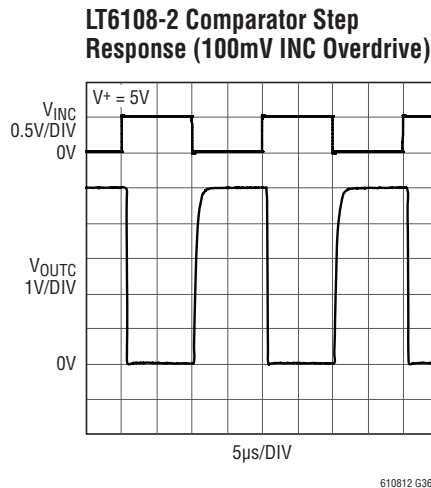 LT6108-2 Comparator Step
Response (100mV INC Overdrive)
V+ = 5V
VINC
0.5V/DIV
0V
VOUTC
1V/DIV
0V
5µs/DIV
610812 G36